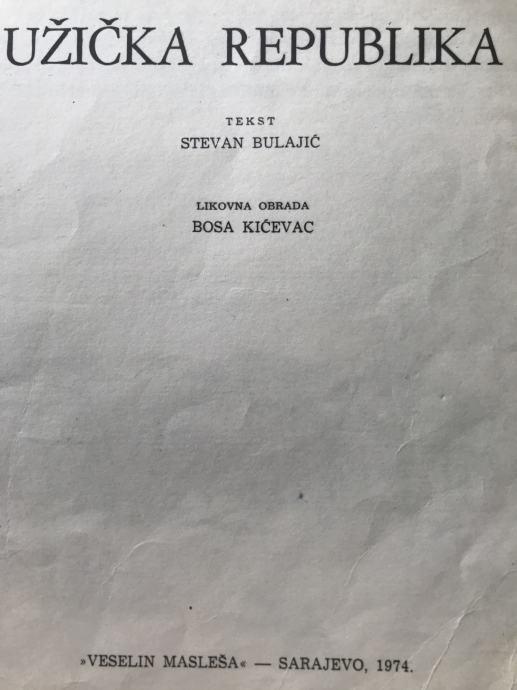 UŽIČKA REPUBLIKA
TEKST
STEVAN BULAJIĆ
LIKOVNA OBRADA
BOSA KIĆEVAC
»VESELIN MASLEŠA« — SARAJEVO, 1974.